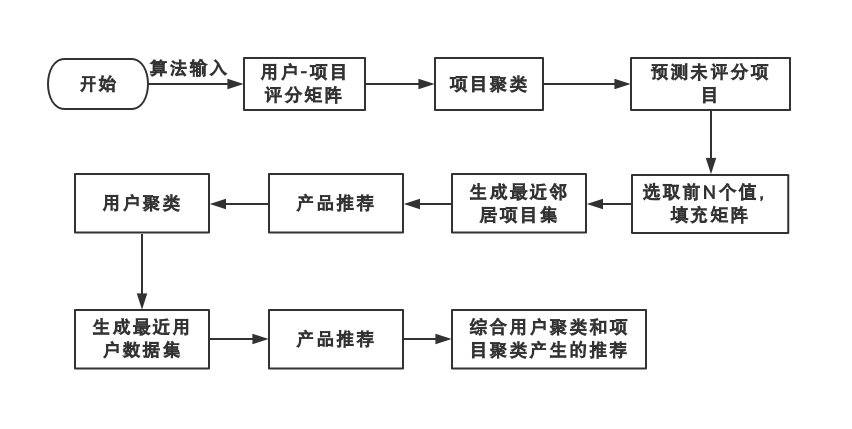 开始
算法输入
用户-项目
评分矩阵
项目聚类
预测未评分项
目
选取前N个值，
填充矩阵
生成最近邻
居项目集
产品推荐
用户聚类
生成最近用
户数据集
产品推荐
综合用户聚类和项
目聚类产生的推荐